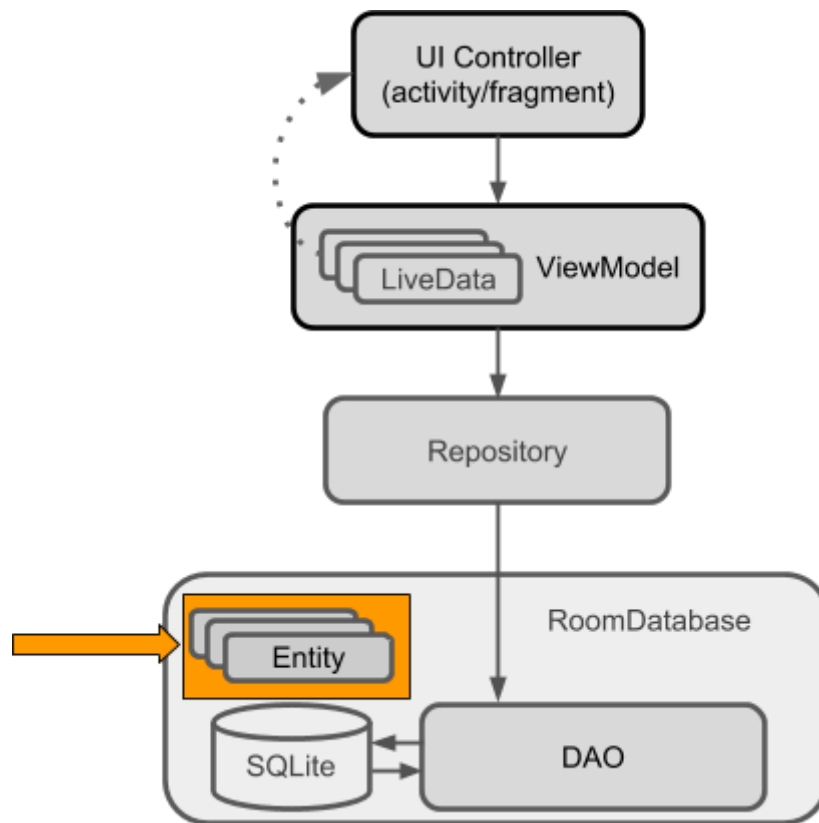 UI Controller
(activity/fragment)
LiveData
ViewModel
Repository
RoomDatabase
Entity
SQLite
DAO